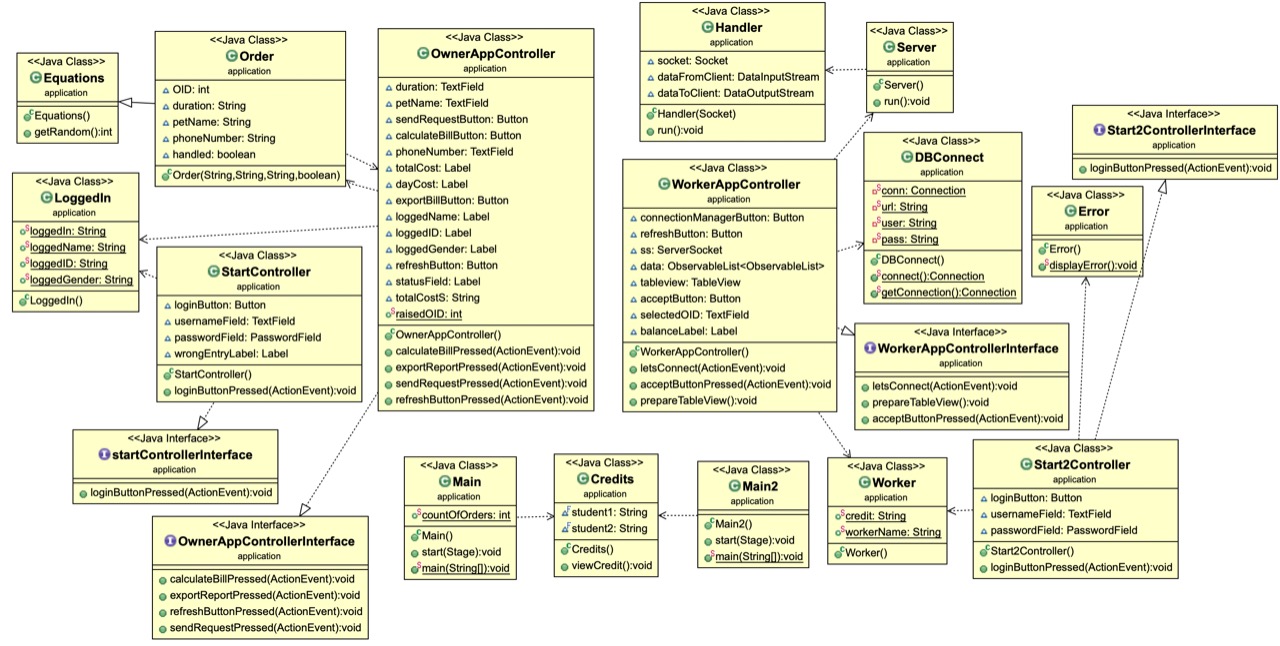 <<Java Class>>
Equations
application
Equations()
getRandom():int
<<Java Class>>
Order
application
OID: int
duration: String
petName: String
phoneNumber: String
handled: boolean
Order(String,String,String,boolean)
<<Java Class>>
OwnerAppController
application
duration: TextField
petName: TextField
sendRequestButton: Button
calculateBillButton: Button
phoneNumber: TextField
totalCost: Label
dayCost: Label
exportBillButton: Button
loggedName: Label
loggedID: Label
loggedGender: Label
refreshButton: Button
statusField: Label
totalCostS: String
raisedOID: int
OwnerAppController()
calculateBillPressed(ActionEvent):void
exportReportPressed(ActionEvent):void
sendRequestPressed(ActionEvent):void
refreshButtonPressed(ActionEvent):void
<<Java Class>>
Handler
application
socket: Socket
dataFromClient: DataInputStream
dataToClient: DataOutputStream
Handler(Socket)
run():void
<<Java Class>>
Server
application
Server()
run():void
<<Java Interface>>
Start2ControllerInterface
application
loginButtonPressed(ActionEvent):void
<<Java Class>>
LoggedIn
application
loggedIn: String
loggedName: String
loggedID: String
loggedGender: String
LoggedIn()
<<Java Class>>
StartController
application
loginButton: Button
usernameField: TextField
passwordField: PasswordField
wrongEntryLabel: Label
StartController()
loginButtonPressed(ActionEvent):void
<<Java Class>>
WorkerAppController
application
connectionManagerButton: Button
refreshButton: Button
ss: ServerSocket
data: ObservableList<ObservableList>
tableview: TableView
acceptButton: Button
selectedOID: TextField
balanceLabel: Label
WorkerAppController()
letsConnect(ActionEvent):void
acceptButtonPressed(ActionEvent):void
prepareTableView():void
<<Java Class>>
DBConnect
application
conn: Connection
url: String
user: String
pass: String
DBConnect()
connect():Connection
getConnection():Connection
<<Java Class>>
Error
application
Error()
displayError():void
<<Java Interface>>
WorkerAppControllerInterface
application
letsConnect(ActionEvent):void
prepareTableView():void
acceptButtonPressed(ActionEvent):void
<<Java Interface>>
startControllerInterface
application
loginButtonPressed(ActionEvent):void
<<Java Interface>>
OwnerAppControllerInterface
application
calculateBillPressed(ActionEvent):void
exportReportPressed(ActionEvent):void
refreshButtonPressed(ActionEvent):void
sendRequestPressed(ActionEvent):void
<<Java Class>>
Main
application
countOfOrders: int
Main()
start(Stage):void
main(String[]):void
<<Java Class>>
Credits
application
student1: String
student2: String
Credits()
viewCredit():void
<<Java Class>>
Main2
application
Main2()
start(Stage):void
main(String[]):void
<<Java Class>>
Worker
application
credit: String
workerName: String
Worker()
<<Java Class>>
Start2Controller
application
loginButton: Button
usernameField: TextField
passwordField: PasswordField
Start2Controller()
loginButtonPressed(ActionEvent):void